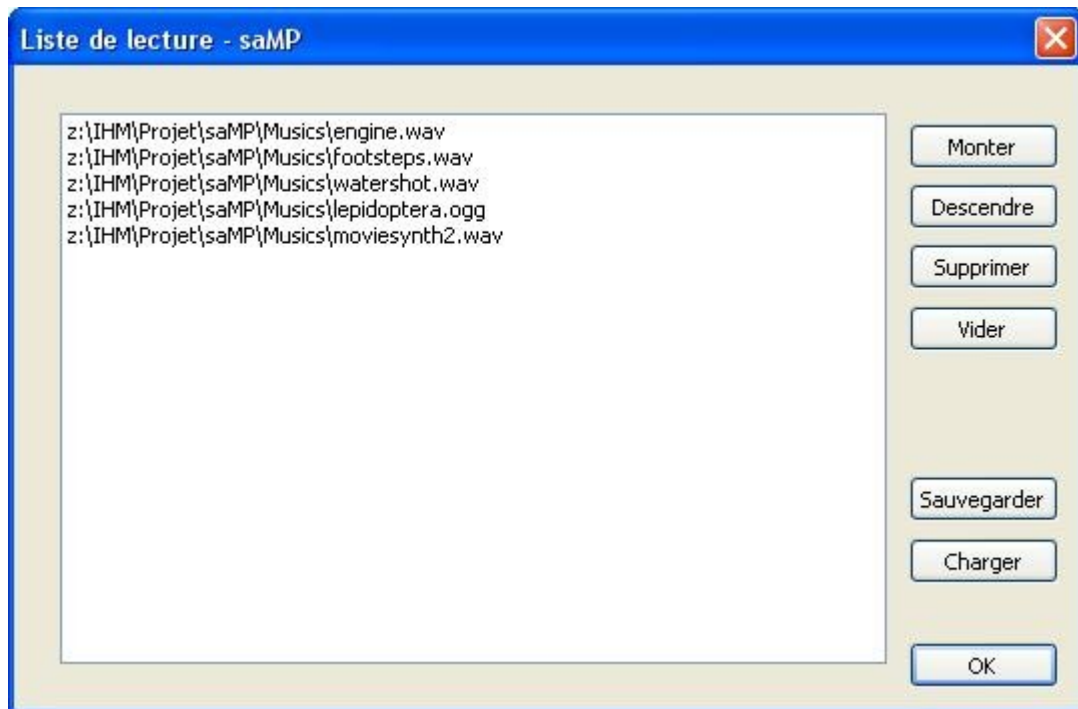 Liste de lecture - saMP
z:\IHM\Projet\saMP\Musics\engine.wav
z:\IHM\Projet\saMP\Musics\footsteps.wav
z:\IHM\Projet\saMP\Musics\watershot.wav
z:\IHM\Projet\saMP\Musics\lepidoptera.ogg
z:\IHM\Projet\saMP\Musics\moviesynth2.wav
Monter
Descendre
Supprimer
Vider
Sauvegarder
Charger
OK